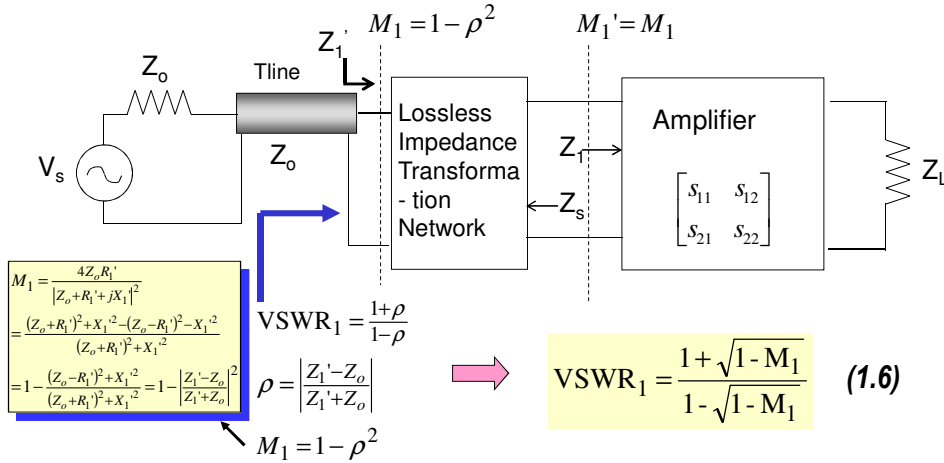 M₁ = 1 − ρ²
M₁' = M₁
Z₁'
Zₒ
Tline
Zₒ
Vₛ
Lossless
Impedance
Transforma
- tion
Network
Z₁
Zₛ
Amplifier
[s₁₁ s₁₂
s₂₁ s₂₂]
Z_L
M₁ = 4ZₒR₁' / |Zₒ+R₁'+jX₁'|²
= ((Zₒ+R₁')²+X₁'²−(Zₒ−R₁')²−X₁'²) / ((Zₒ+R₁')²+X₁'²)
= 1 − ((Zₒ−R₁')²+X₁'²) / ((Zₒ+R₁')²+X₁'²) = 1 − |(Z₁'−Zₒ) / (Z₁'+Zₒ)|²
M₁ = 1 − ρ²
VSWR₁ = (1+ρ) / (1−ρ)
ρ = |(Z₁'−Zₒ) / (Z₁'+Zₒ)|
VSWR₁ = (1 + √(1 - M₁)) / (1 - √(1 - M₁)) (1.6)